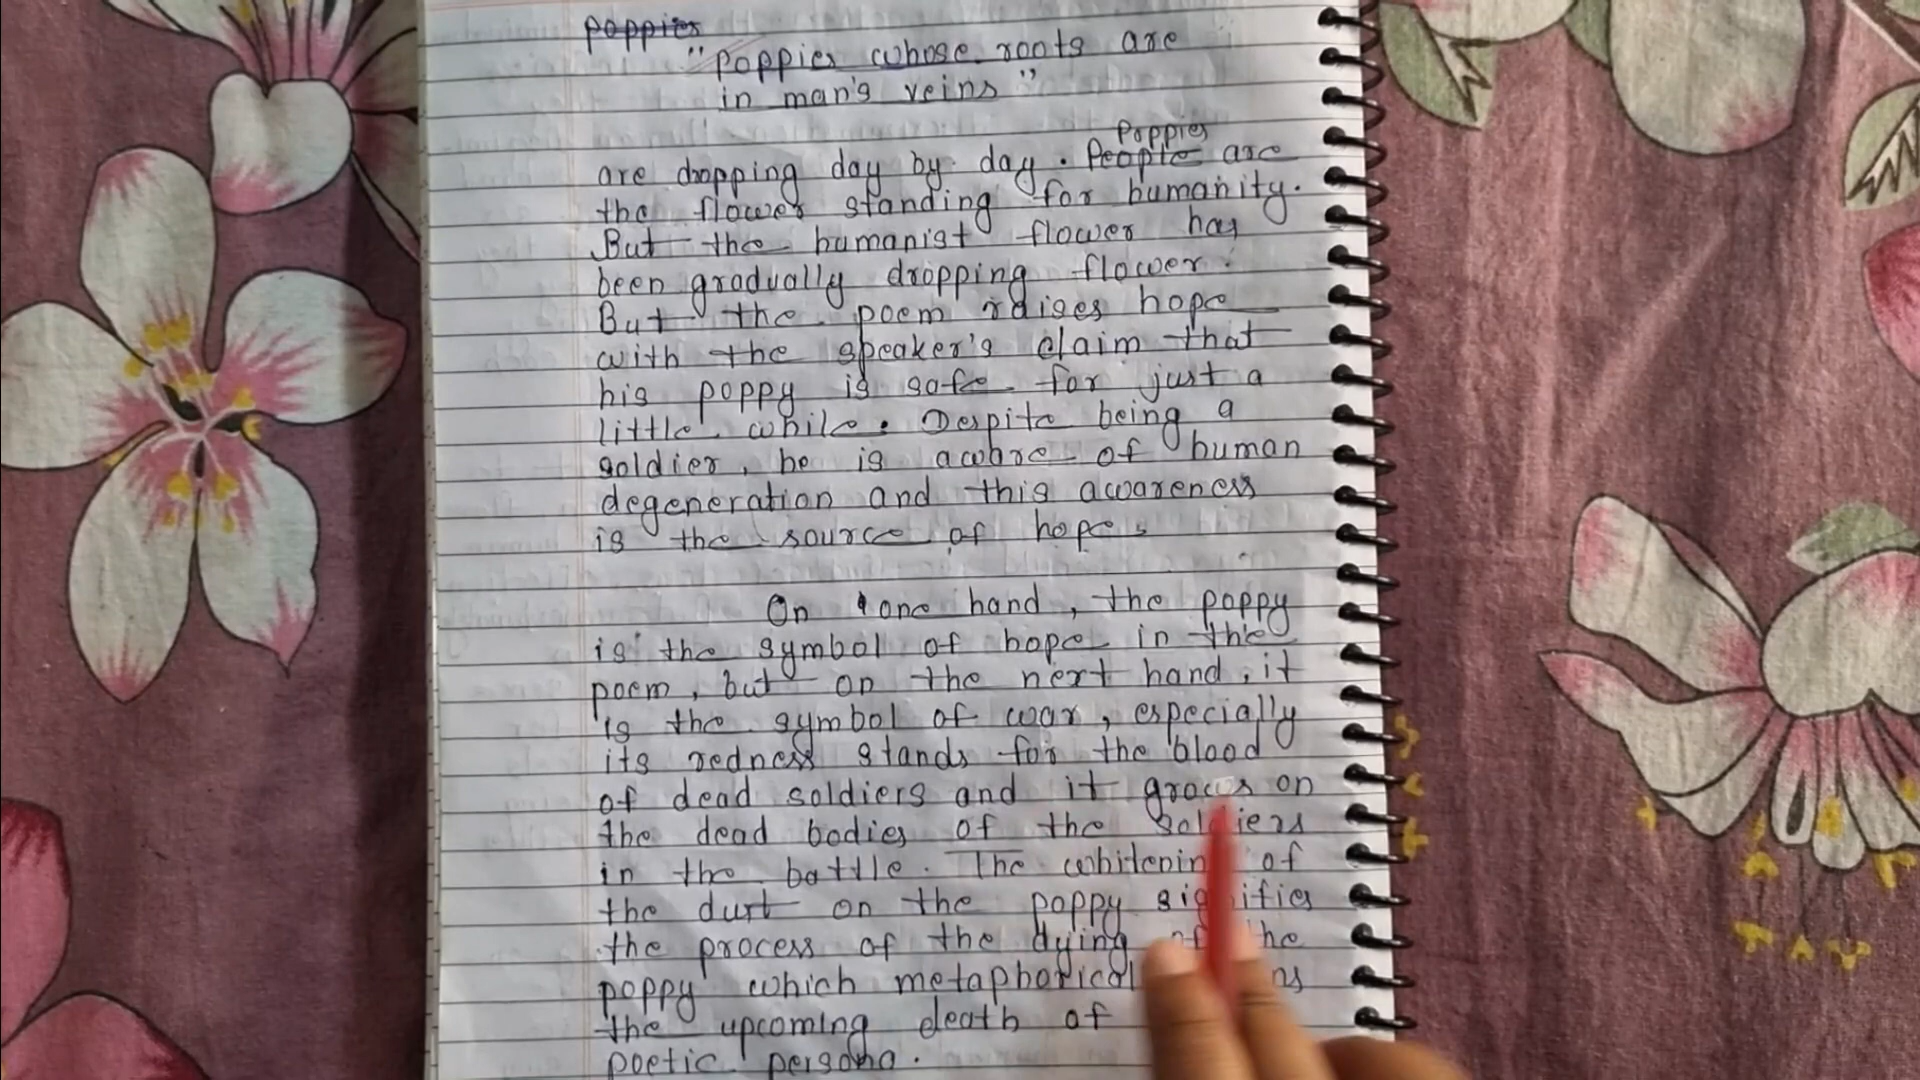 poppies
"poppies whose roots are
in man's veins"
Poppies
are dropping day by day. People are
the flower standing for humanity.
But the humanist flower has
been gradually dropping flower.
But the poem raises hope
with the speaker's claim that
his poppy is safe for just a
little while. Despite being a
soldier, he is aware of human
degeneration and this awareness
is the source of hope.
On one hand, the poppy
is the symbol of hope in the
poem, but on the next hand, it
is the symbol of war, especially
its redness stands for the blood
of dead soldiers and it grows on
the dead bodies of the soldiers
in the battle. The whitening of
the dust on the poppy signifies
the process of the dying of the
poppy which
the upcoming death of
poetic persona.